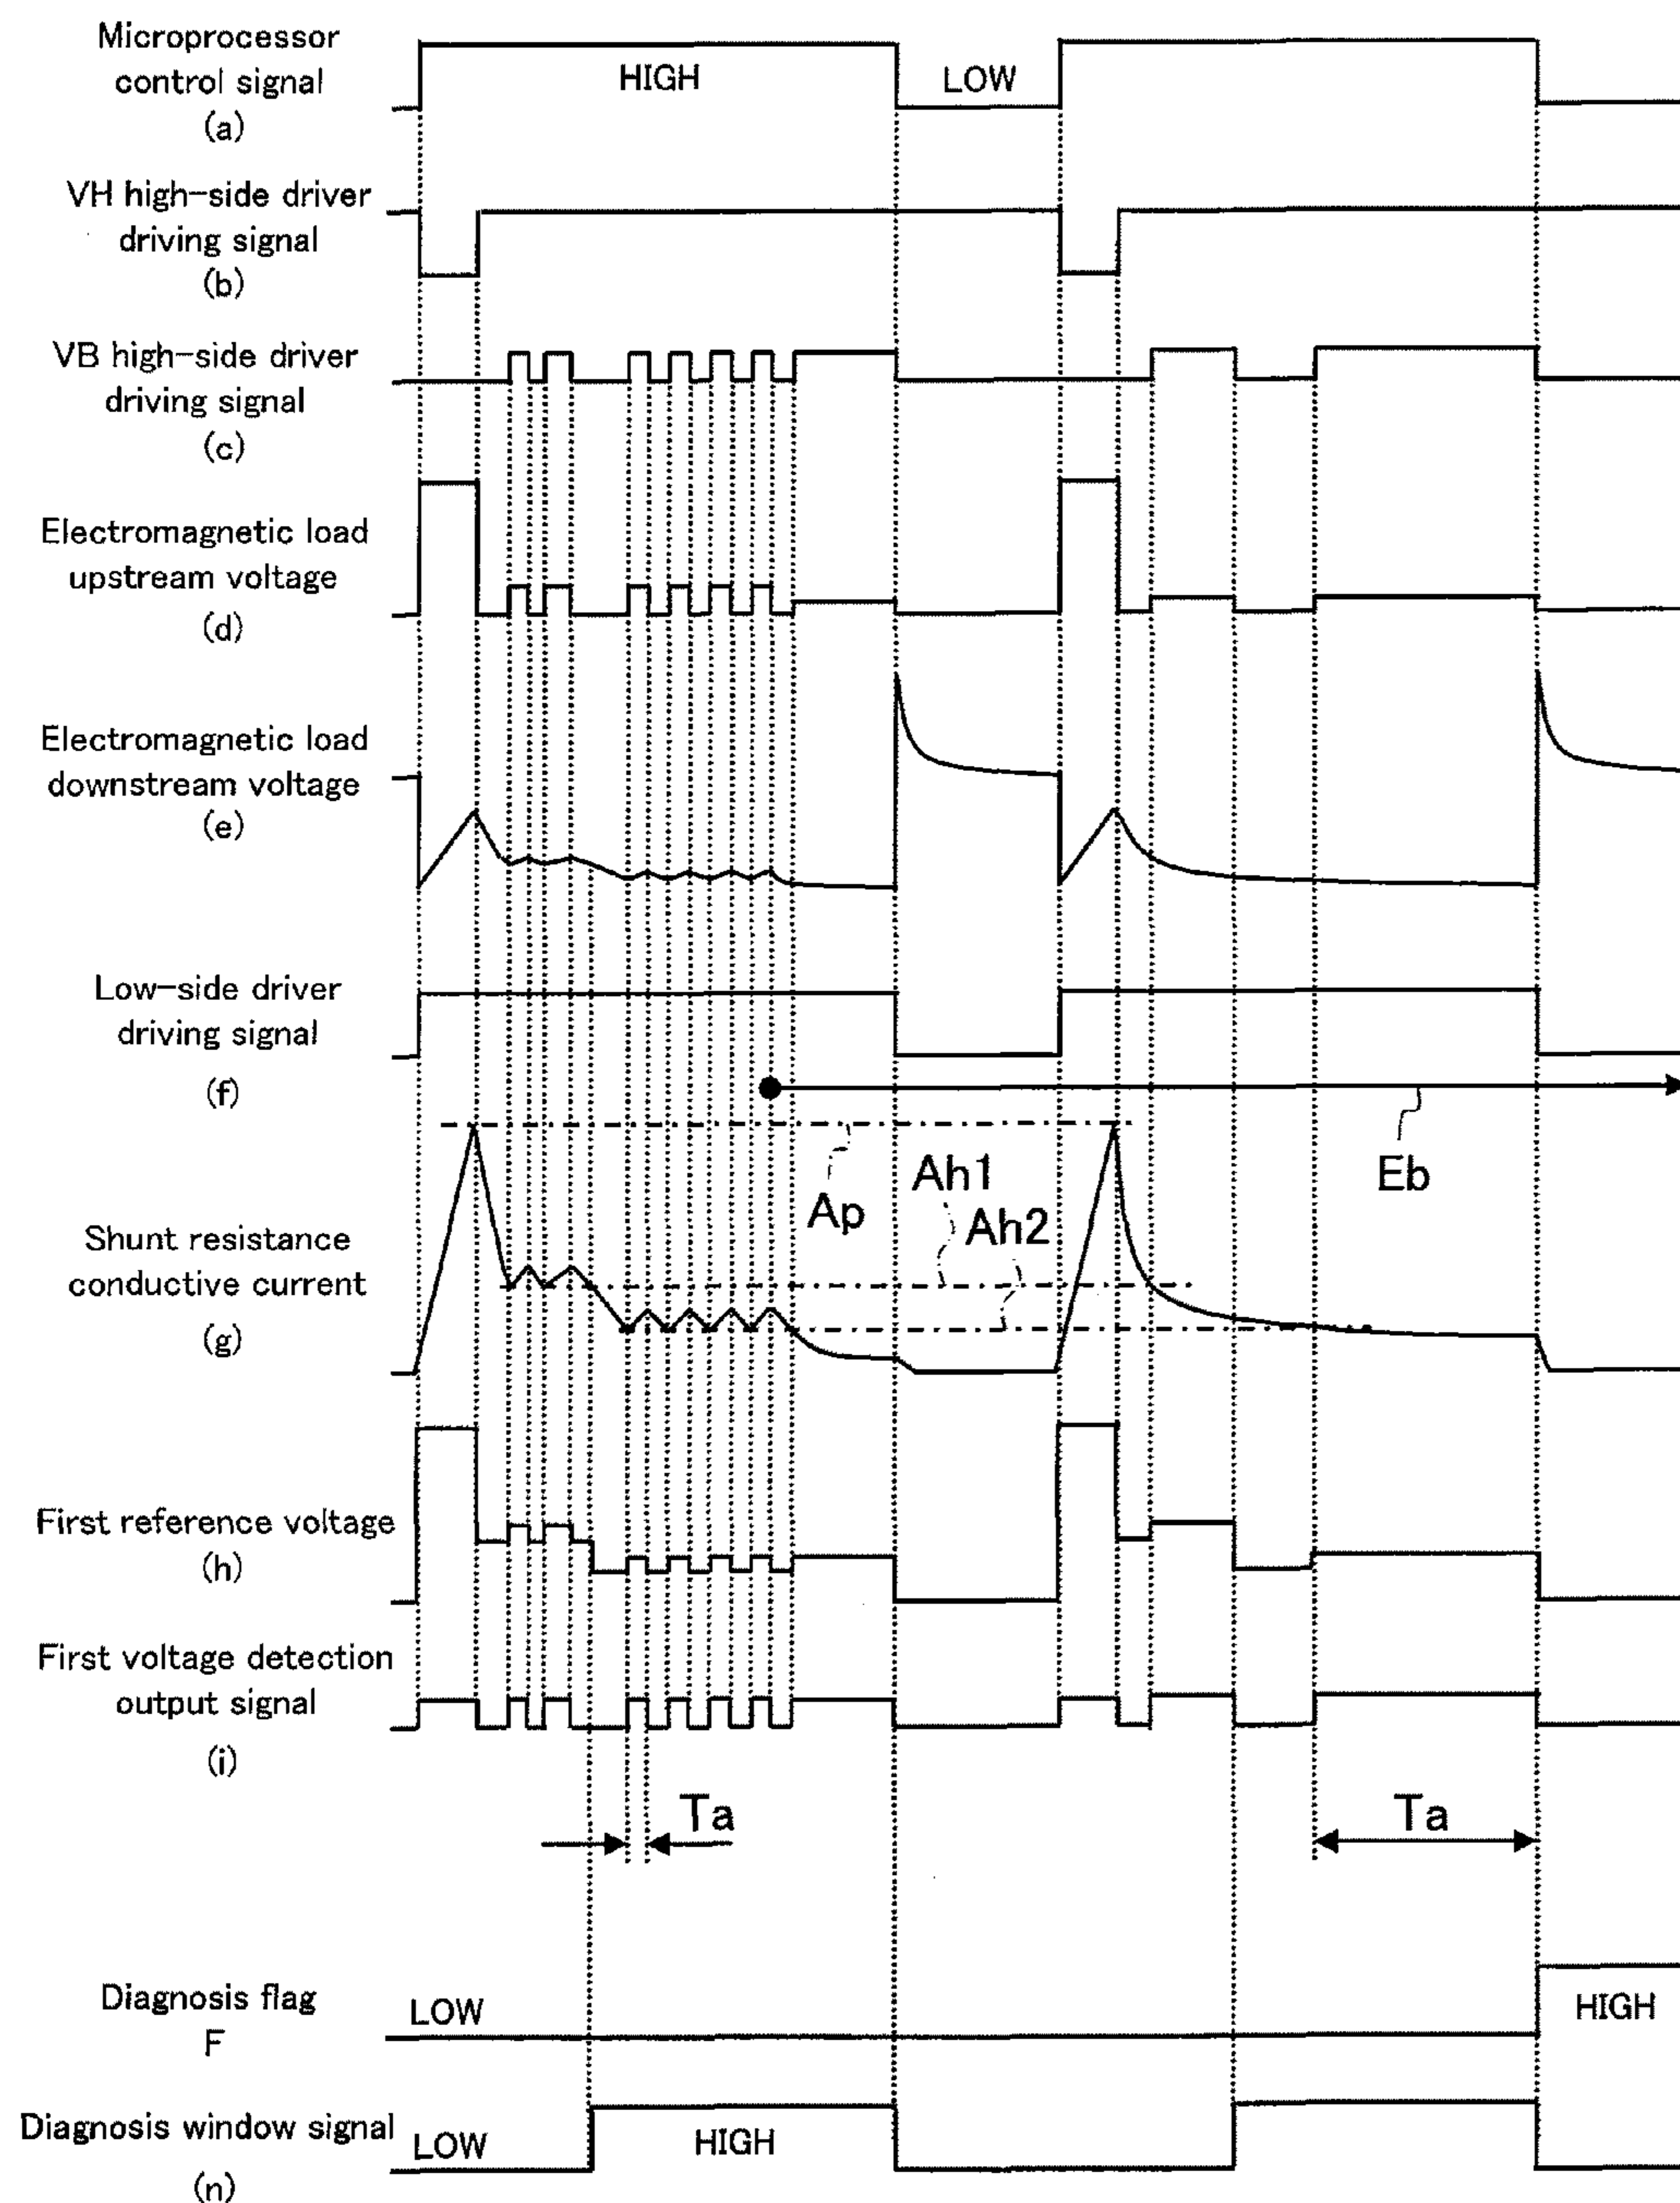 Microprocessor
control signal
(a)
HIGH
LOW
VH high-side driver
driving signal
(b)
VB high-side driver
driving signal
(c)
Electromagnetic load
upstream voltage
(d)
Electromagnetic load
downstream voltage
(e)
Low-side driver
driving signal
(f)
Eb
Ap
Ah1
Ah2
Shunt resistance
conductive current
(g)
First reference voltage
(h)
First voltage detection
output signal
(i)
Ta
Ta
Diagnosis flag
F
LOW
HIGH
Diagnosis window signal
(n)
LOW
HIGH